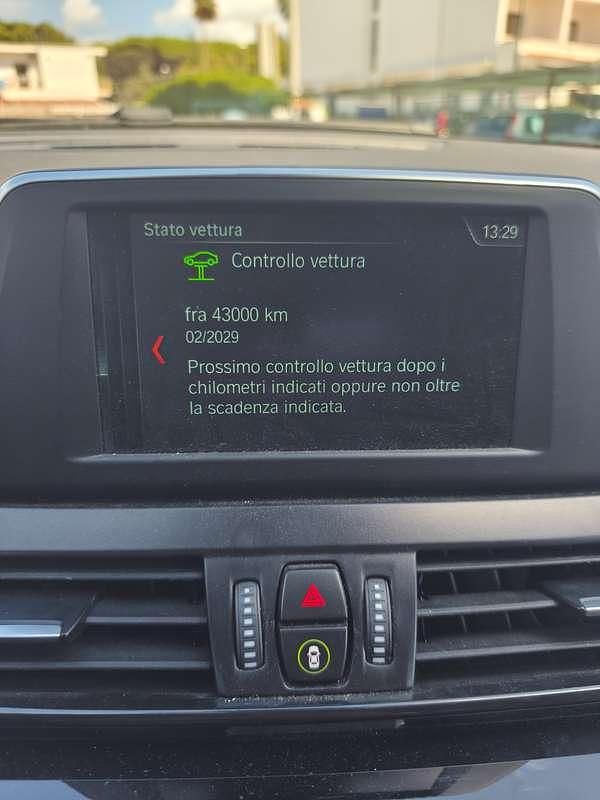 Stato vettura
13:29
Controllo vettura
fra 43000 km
02/2029
Prossimo controllo vettura dopo i
chilometri indicati oppure non oltre
la scadenza indicata.